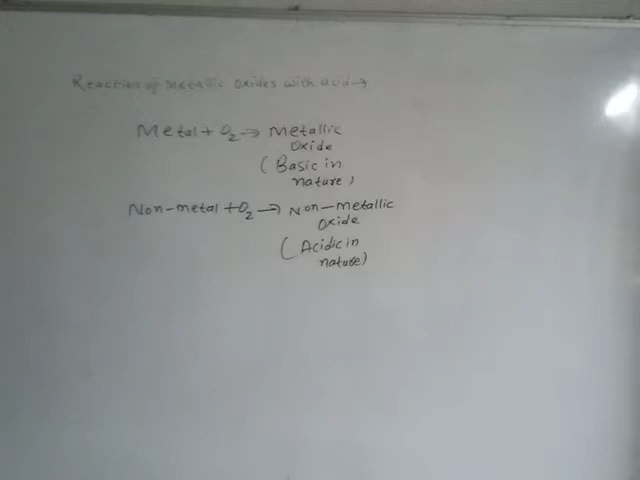 Reaction of Metallic oxides with acid→
Metal + O₂ → Metallic
Oxide
(Basic in
nature)
Non-metal + O₂ → Non-Metallic
Oxide
(Acidic in
nature)